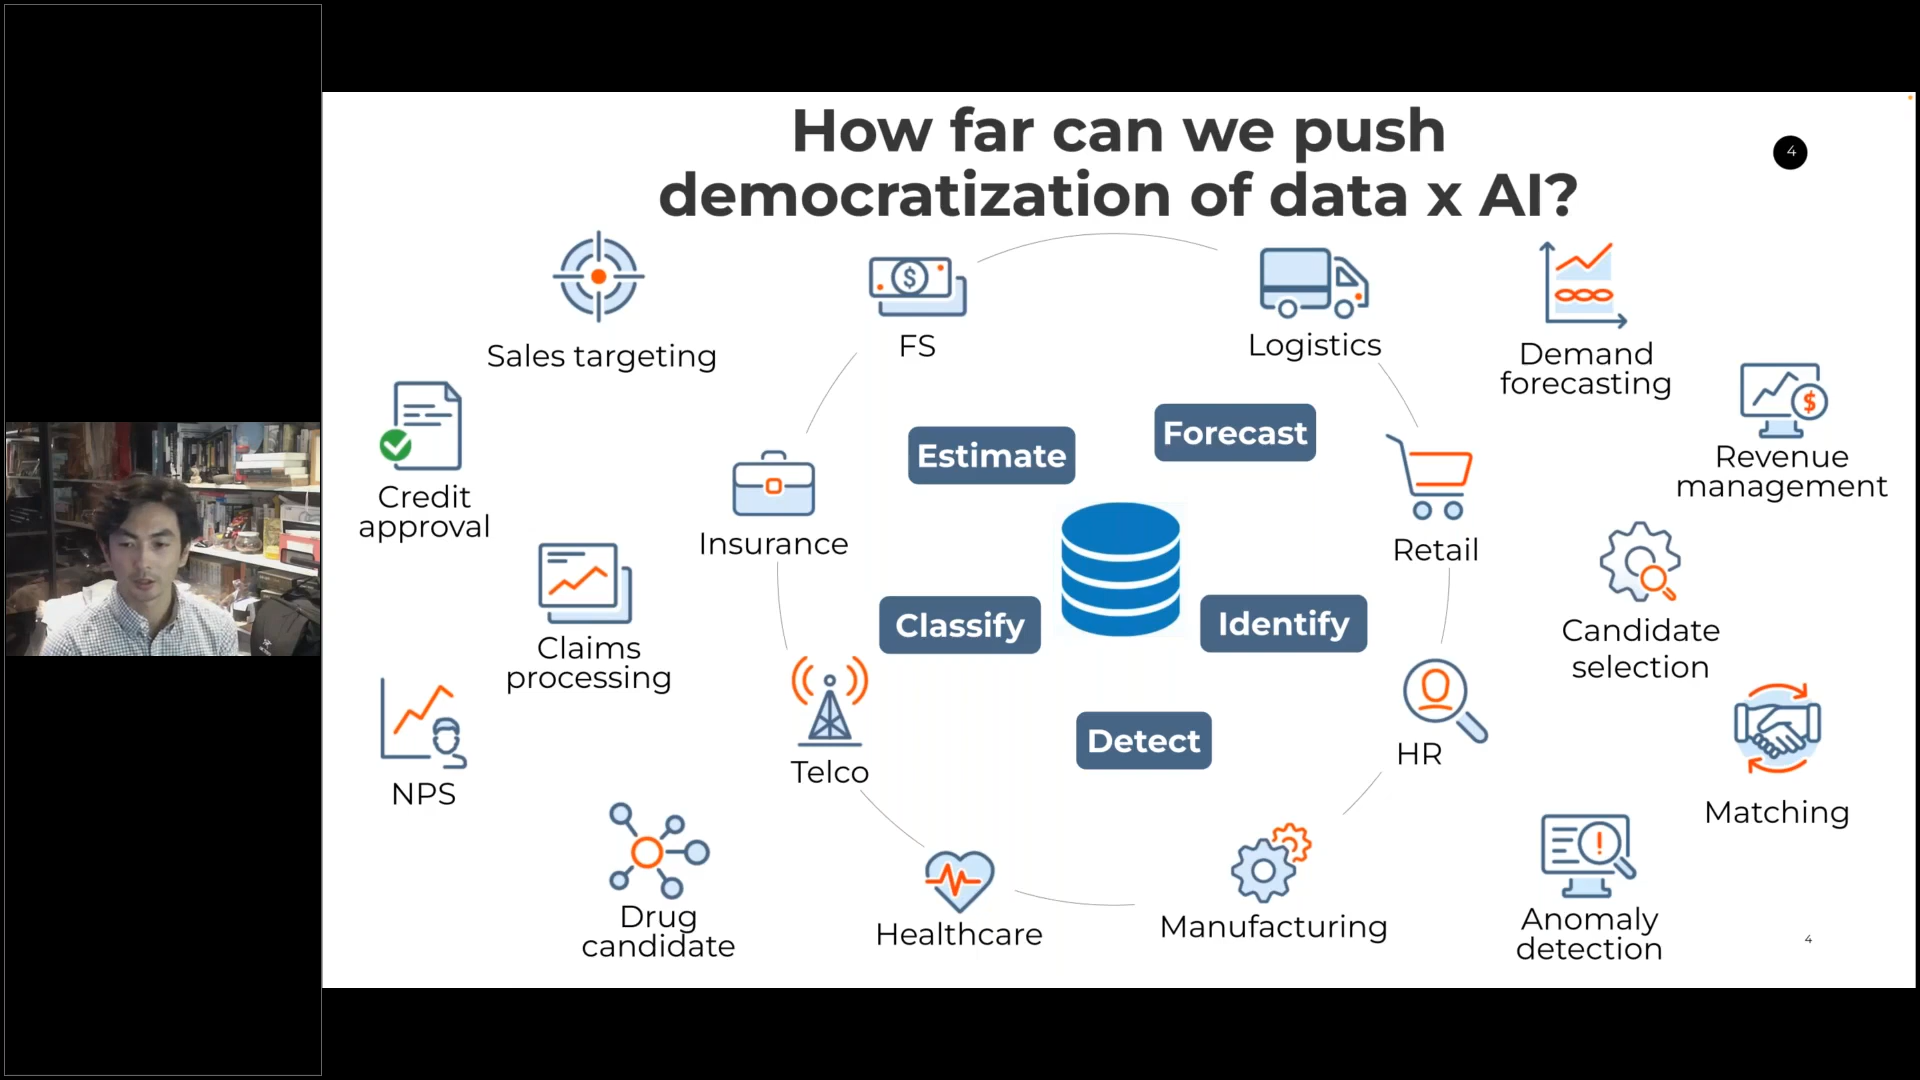 How far can we push
democratization of data x AI?
4
Sales targeting
FS
Logistics
Demand
forecasting
Credit
approval
Insurance
Estimate
Forecast
Retail
Revenue
management
Claims
processing
Classify
Identify
Candidate
selection
NPS
Telco
Detect
HR
Matching
Drug
candidate
Healthcare
Manufacturing
Anomaly
detection
4